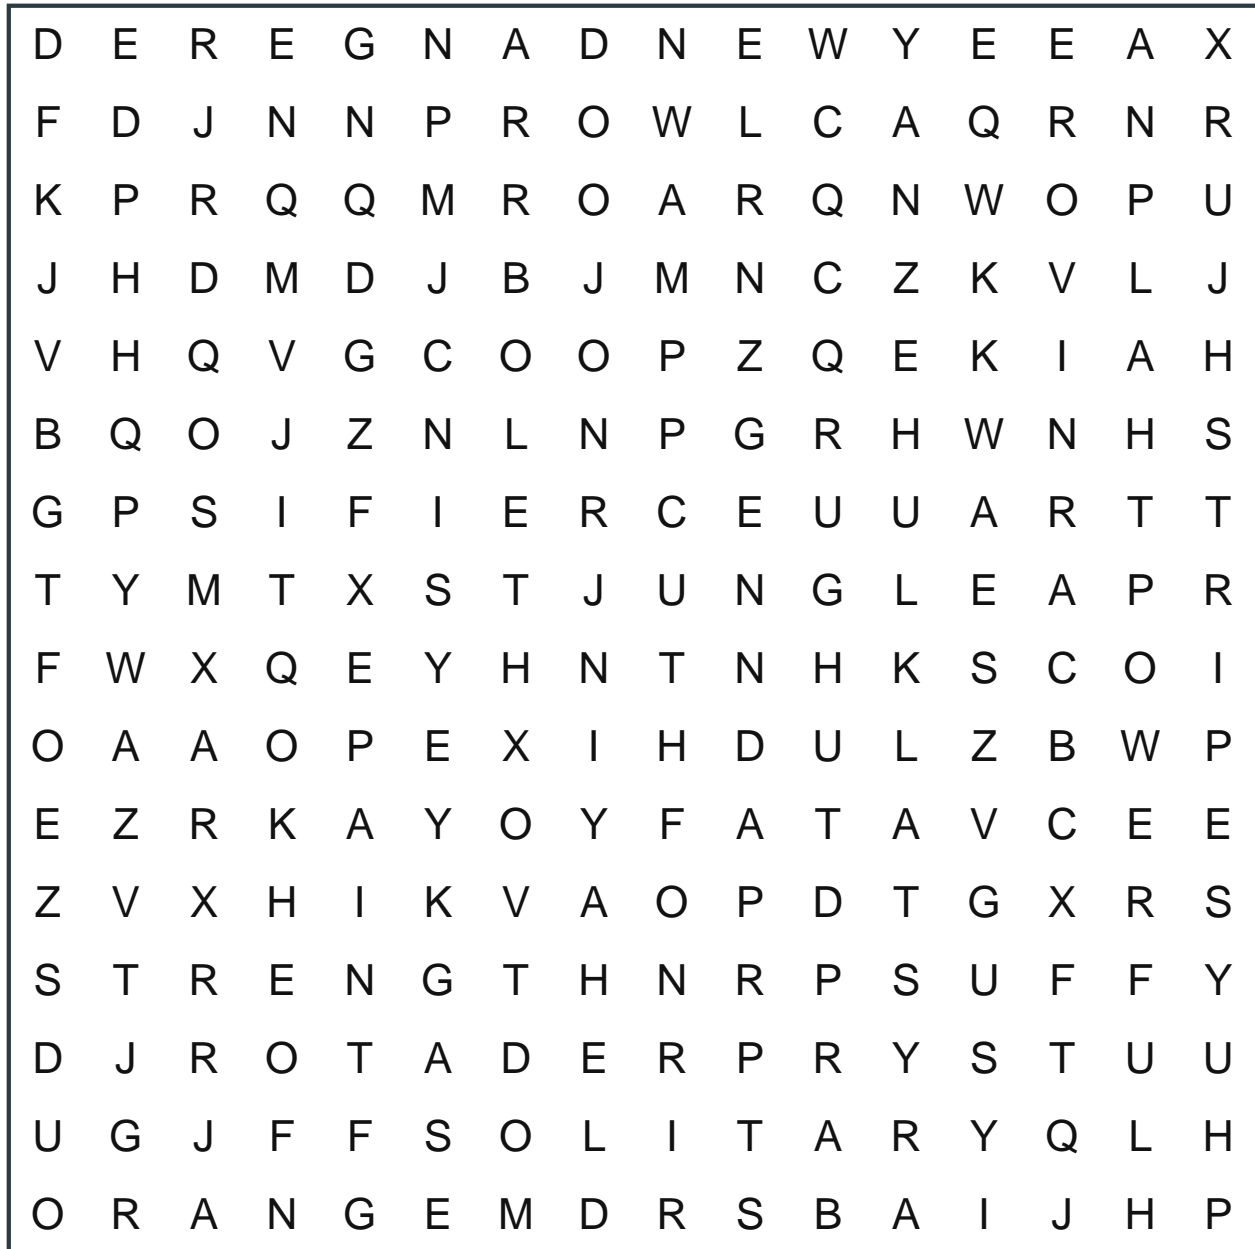 D E R E G N A D N E W Y E E A X
F D J N N P R O W L C A Q R N R
K P R Q Q M R O A R Q N W O P U
J H D M D J B J M N C Z K V L J
V H Q V G C O O P Z Q E K I A H
B Q O J Z N L N P G R H W N H S
G P S I F I E R C E U U A R T T
T Y M T X S T J U N G L E A P R
F W X Q E Y H N T N H K S C O I
O A A O P E X I H D U L Z B W P
E Z R K A Y O Y F A T A V C E E
Z V X H I K V A O P D T G X R S
S T R E N G T H N R P S U F F Y
D J R O T A D E R P R Y S T U U
U G J F F S O L I T A R Y Q L H
O R A N G E M D R S B A I J H P